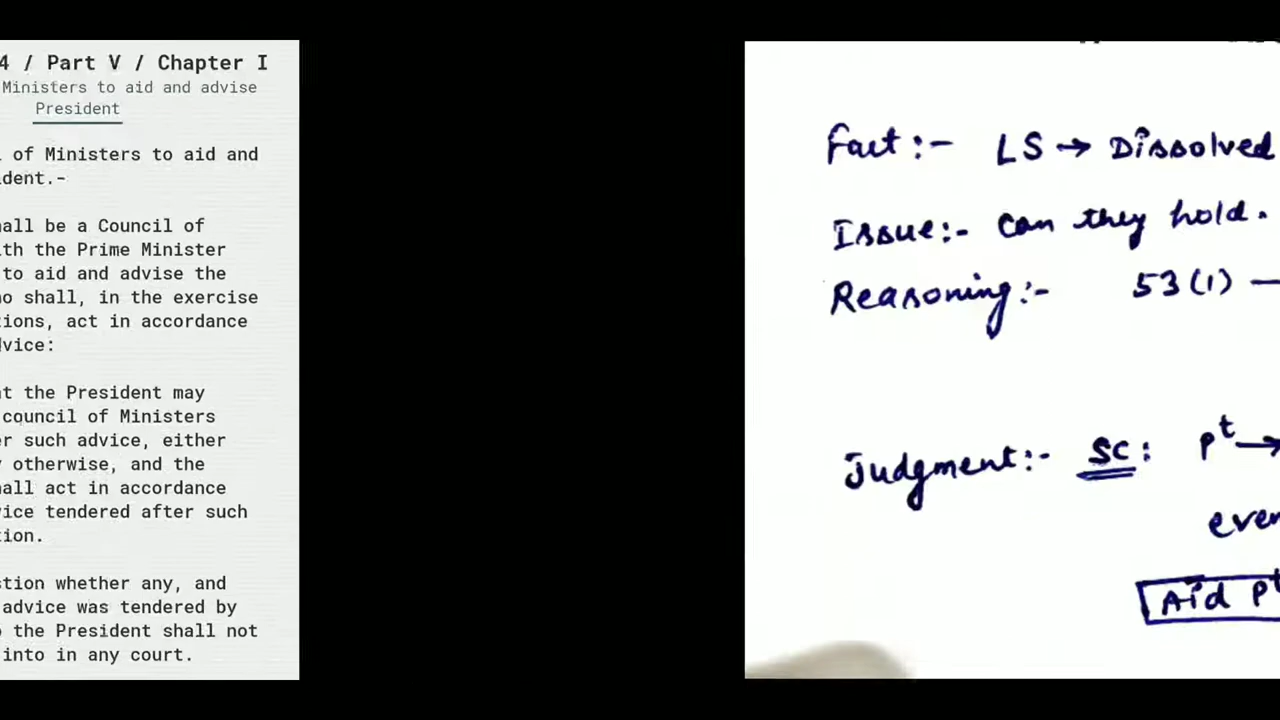 4 / Part V / Chapter I
Ministers to aid and advise
President
of Ministers to aid and
ident.-
hall be a Council of
ith the Prime Minister
to aid and advise the
ho shall, in the exercise
tions, act in accordance
dvice:
at the President may
council of Ministers
er such advice, either
y otherwise, and the
hall act in accordance
vice tendered after such
tion.
stion whether any, and
advice was tendered by
o the President shall not
into in any court.
Fact:- LS → Dissolved
Issue:- Can they hold.
Reasoning:- 53(1) —
Judgment:- SC: Pt→
even
Aid Pt